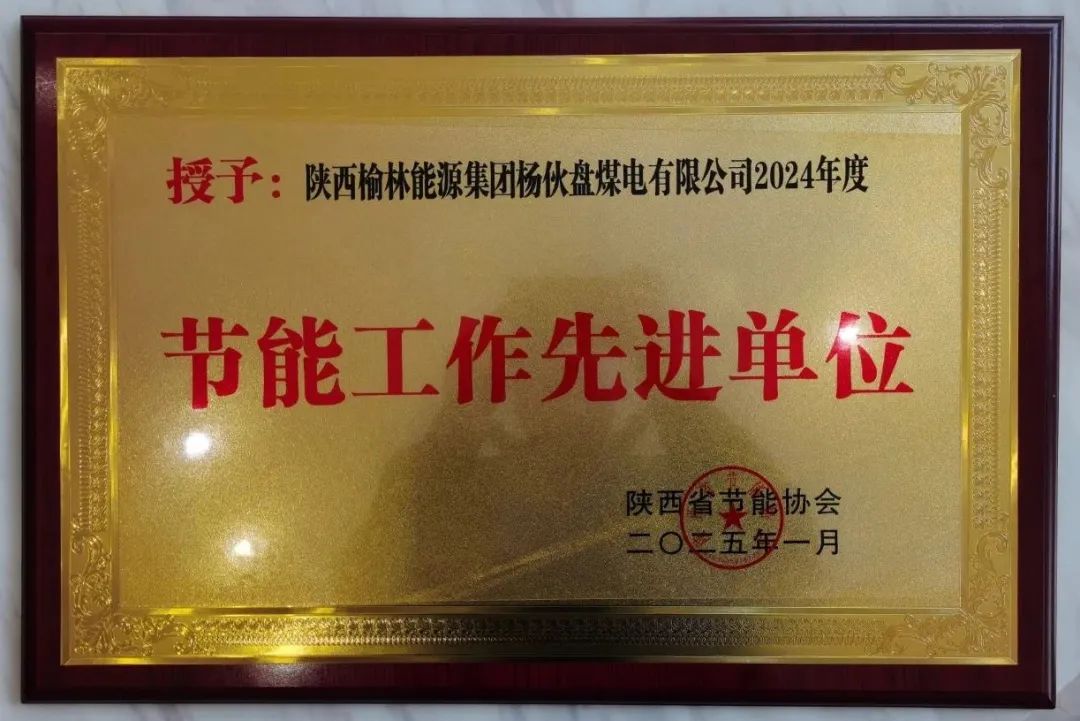 授予：陕西榆林能源集团杨伙盘煤电有限公司2024年度
节能工作先进单位
陕西省节能协会
二〇二五年一月